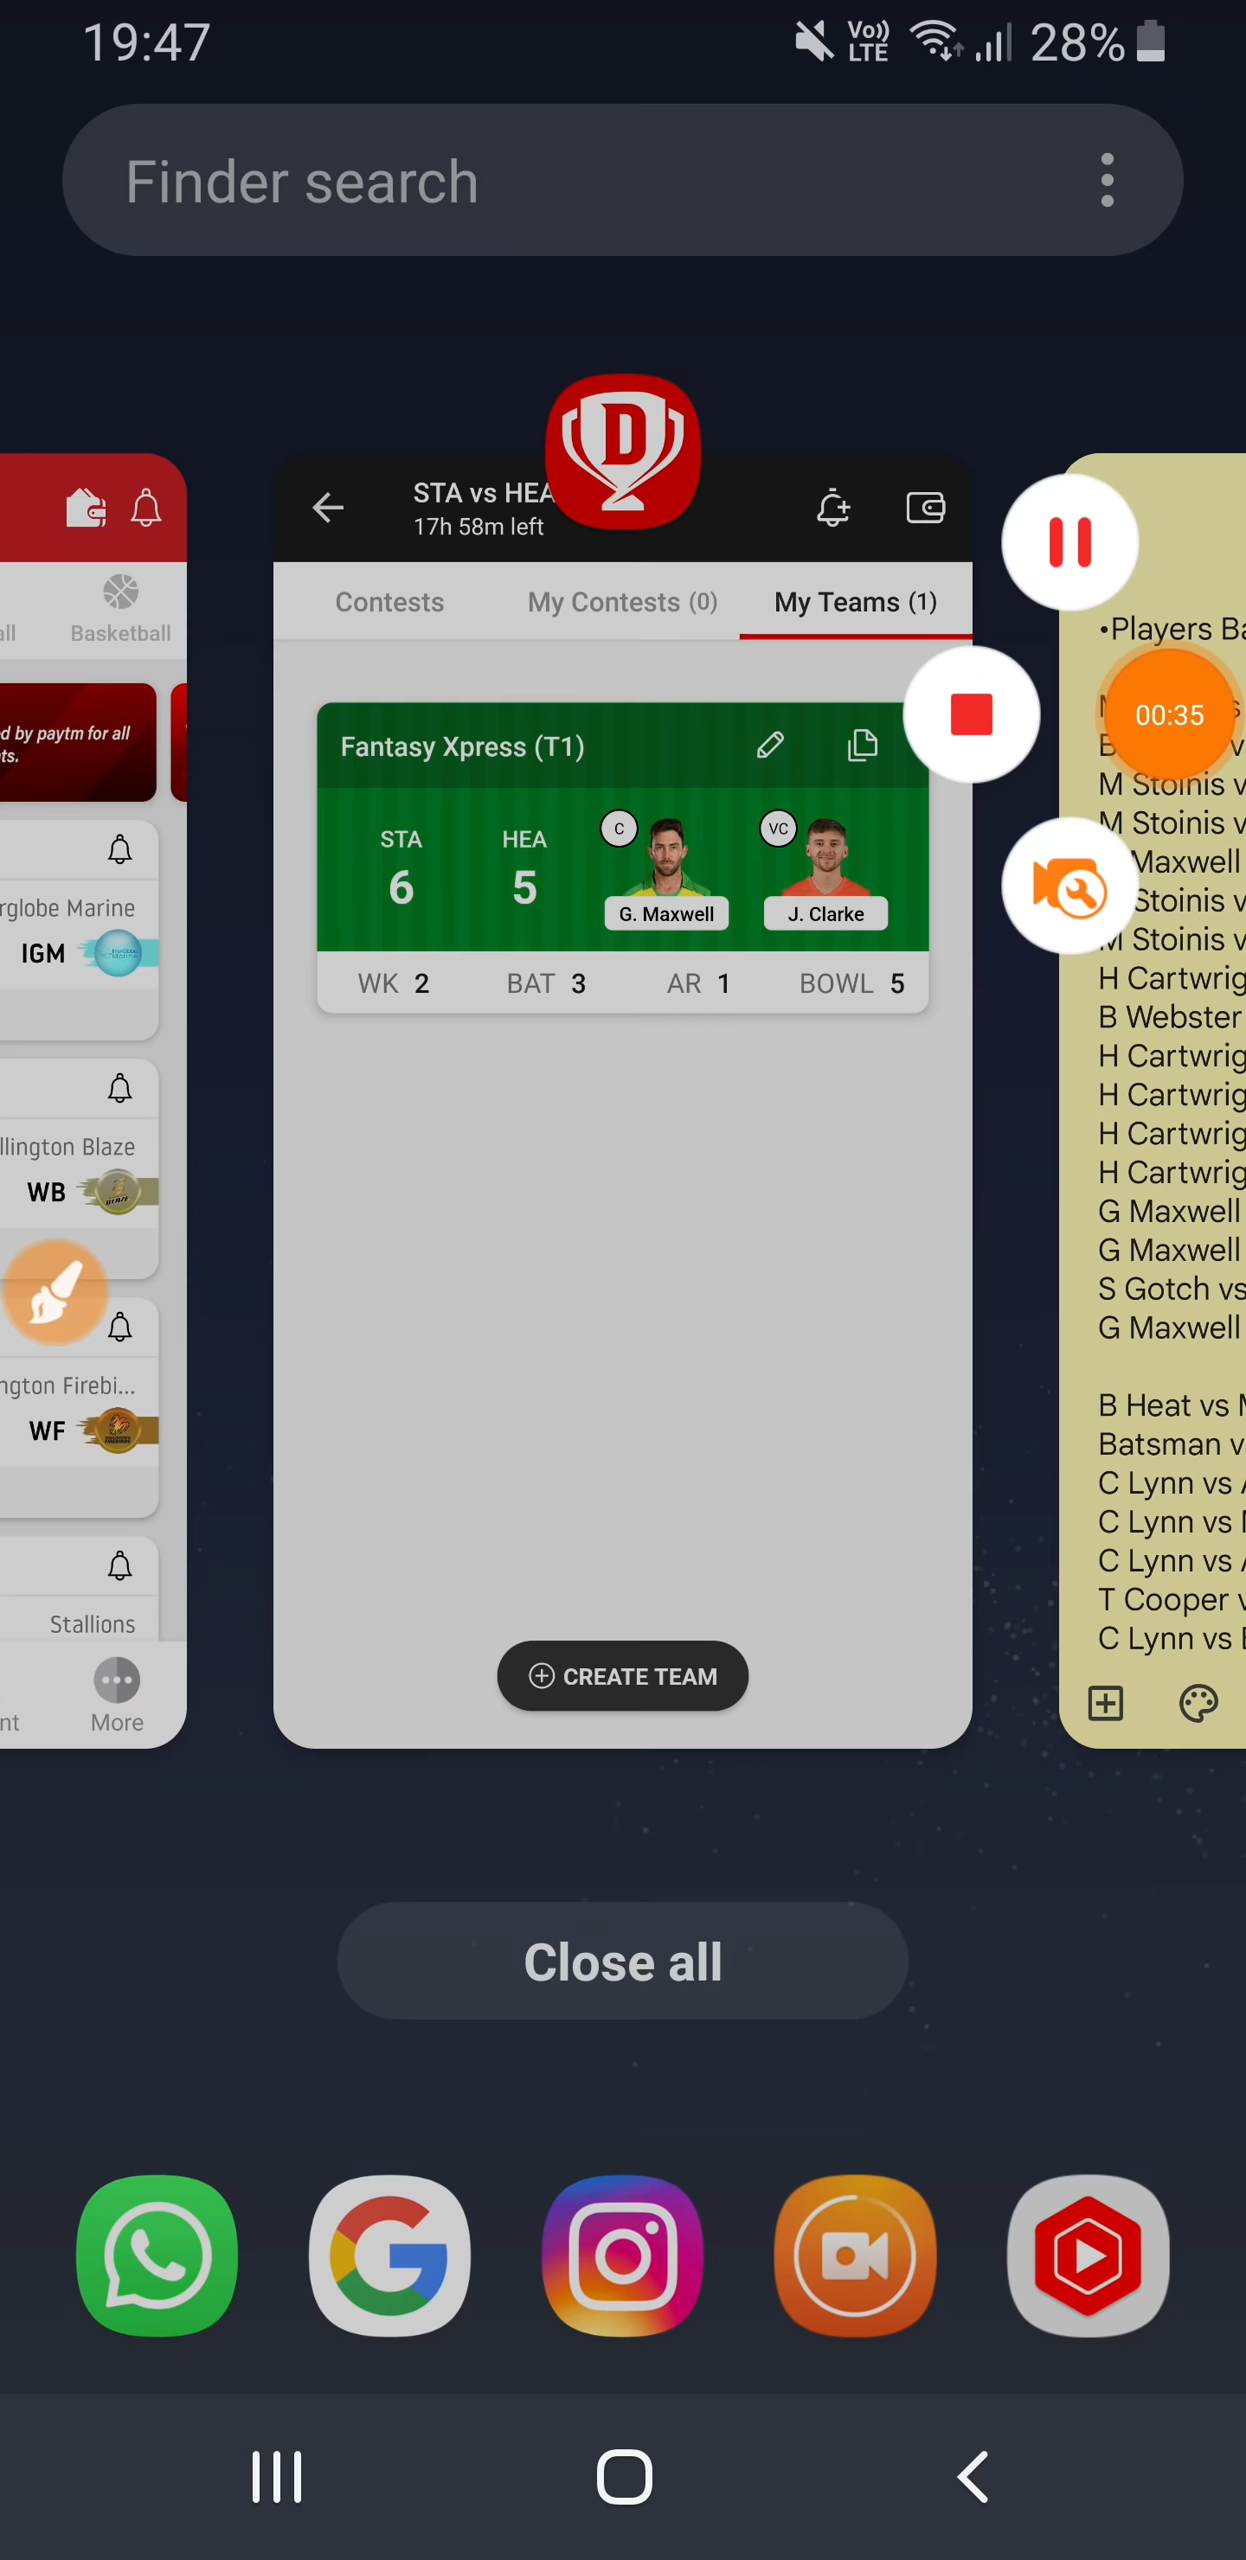 19:47
Vo)) LTE 28%
Finder search
D
STA vs HEA
17h 58m left
Contests
My Contests (0)
My Teams (1)
Fantasy Xpress (T1)
STA
6
HEA
5
C
G. Maxwell
VC
J. Clarke
WK 2
BAT 3
AR 1
BOWL 5
CREATE TEAM
Basketball
d by paytm for all
ts.
rglobe Marine
IGM
llington Blaze
WB
ngton Firebi...
WF
Stallions
nt
More
•Players Ba
00:35
M Stoinis v
M Stoinis v
Maxwell
Stoinis v
M Stoinis v
H Cartwrig
B Webster
H Cartwrig
H Cartwrig
H Cartwrig
H Cartwrig
G Maxwell
G Maxwell
S Gotch vs
G Maxwell
B Heat vs M
Batsman v
C Lynn vs A
C Lynn vs
C Lynn vs A
T Cooper v
C Lynn vs B
Close all